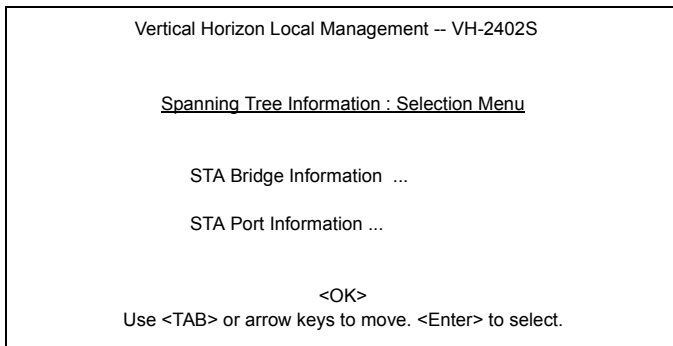 Vertical Horizon Local Management -- VH-2402S
Spanning Tree Information : Selection Menu
STA Bridge Information ...
STA Port Information ...
<OK>
Use <TAB> or arrow keys to move. <Enter> to select.